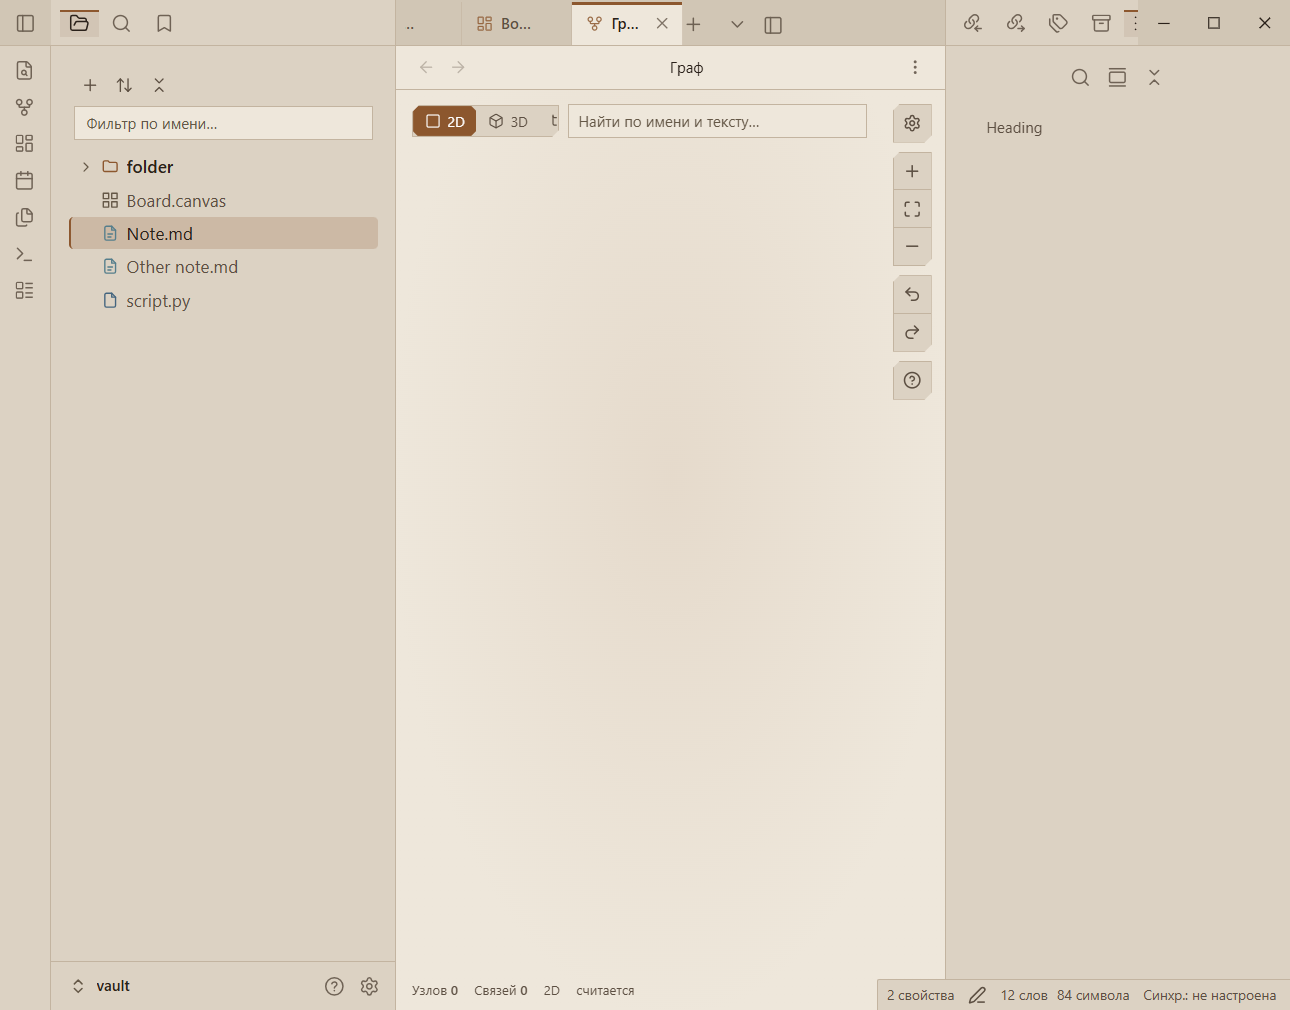 .. Bo... Гр...
Граф
Фильтр по имени...
2D 3D t Найти по имени и тексту...
Heading
folder
Board.canvas
Note.md
Other note.md
script.py
vault
Узлов 0 Связей 0 2D считается
2 свойства 12 слов 84 символа Синхр.: не настроена